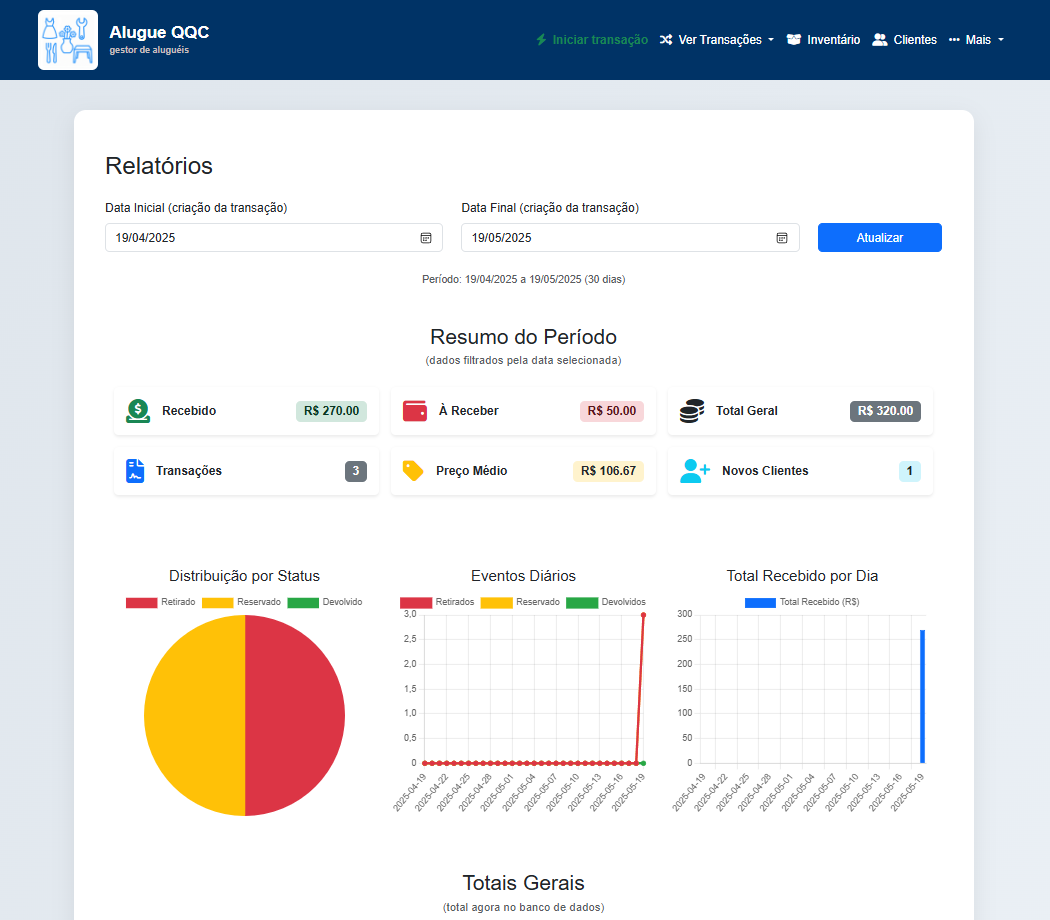 Alugue QQC
gestor de aluguéis
Iniciar transação
Ver Transações
Inventário
Clientes
Mais
Relatórios
Data Inicial (criação da transação)
Data Final (criação da transação)
19/04/2025
19/05/2025
Atualizar
Período: 19/04/2025 a 19/05/2025 (30 dias)
Resumo do Período
(dados filtrados pela data selecionada)
Recebido
R$ 270.00
À Receber
R$ 50.00
Total Geral
R$ 320.00
Transações
3
Preço Médio
R$ 106.67
Novos Clientes
1
Distribuição por Status
Retirado
Reservado
Devolvido
Eventos Diários
Retirados
Reservado
Devolvidos
3,0
2,5
2,0
1,5
1,0
0,5
0
2025-04-19
2025-04-22
2025-04-25
2025-04-28
2025-05-01
2025-05-04
2025-05-07
2025-05-10
2025-05-13
2025-05-16
2025-05-19
Total Recebido por Dia
Total Recebido (R$)
300
250
200
150
100
50
0
2025-04-19
2025-04-22
2025-04-25
2025-04-28
2025-05-01
2025-05-04
2025-05-07
2025-05-10
2025-05-13
2025-05-16
2025-05-19
Totais Gerais
(total agora no banco de dados)